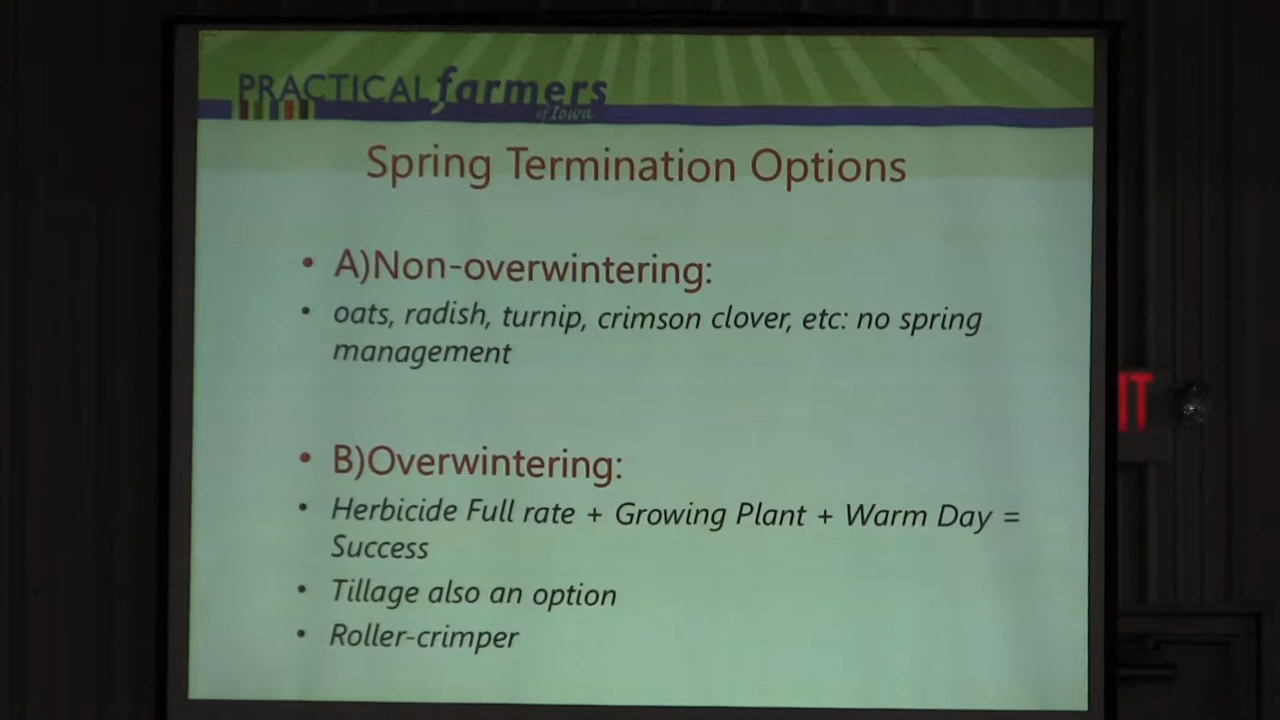 PRACTICAL farmers
of Iowa
Spring Termination Options
• A)Non-overwintering:
• oats, radish, turnip, crimson clover, etc: no spring
management
• B)Overwintering:
• Herbicide Full rate + Growing Plant + Warm Day =
Success
• Tillage also an option
• Roller-crimper
IT